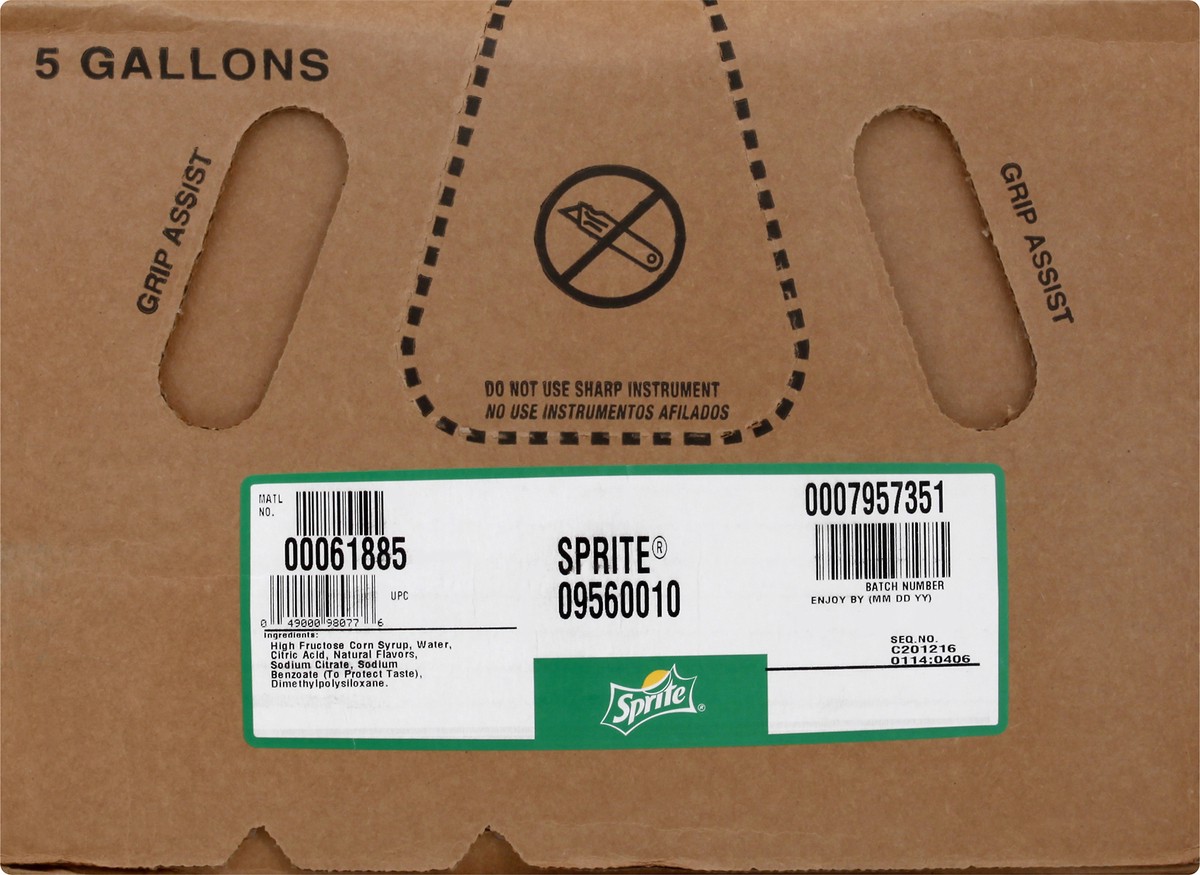 5 GALLONS
GRIP ASSIST
GRIP ASSIST
DO NOT USE SHARP INSTRUMENT
NO USE INSTRUMENTOS AFILADOS
MATL
NO.
00061885
UPC
0 49000 98077 6
Ingredients:
High Fructose Corn Syrup, Water,
Citric Acid, Natural Flavors,
Sodium Citrate, Sodium
Benzoate (To Protect Taste),
Dimethylpolysiloxane.
SPRITE®
09560010
Sprite®
0007957351
BATCH NUMBER
ENJOY BY (MM DD YY)
SEQ.NO.
C201216
0114:0406